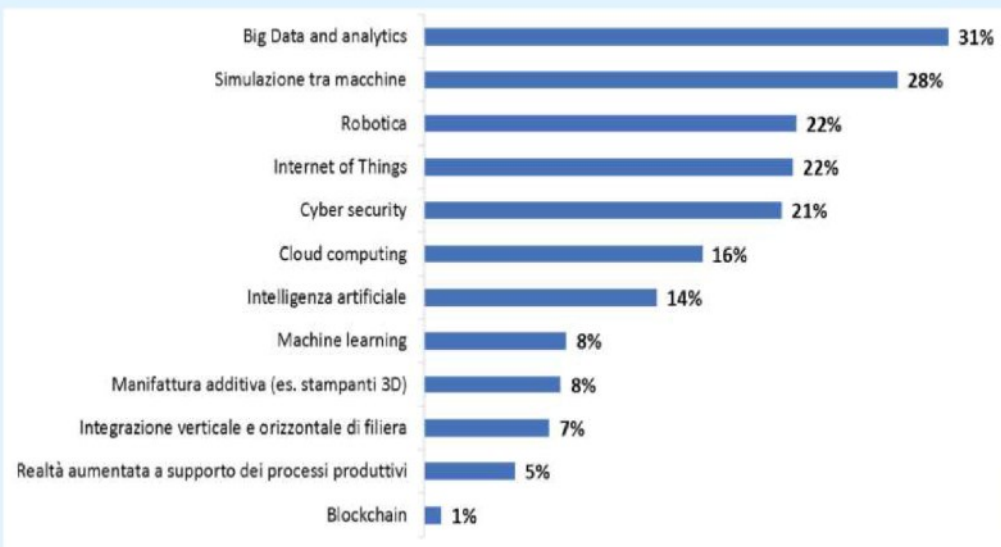 Big Data and analytics 31%
Simulazione tra macchine 28%
Robotica 22%
Internet of Things 22%
Cyber security 21%
Cloud computing 16%
Intelligenza artificiale 14%
Machine learning 8%
Manifattura additiva (es. stampanti 3D) 8%
Integrazione verticale e orizzontale di filiera 7%
Realtà aumentata a supporto dei processi produttivi 5%
Blockchain 1%